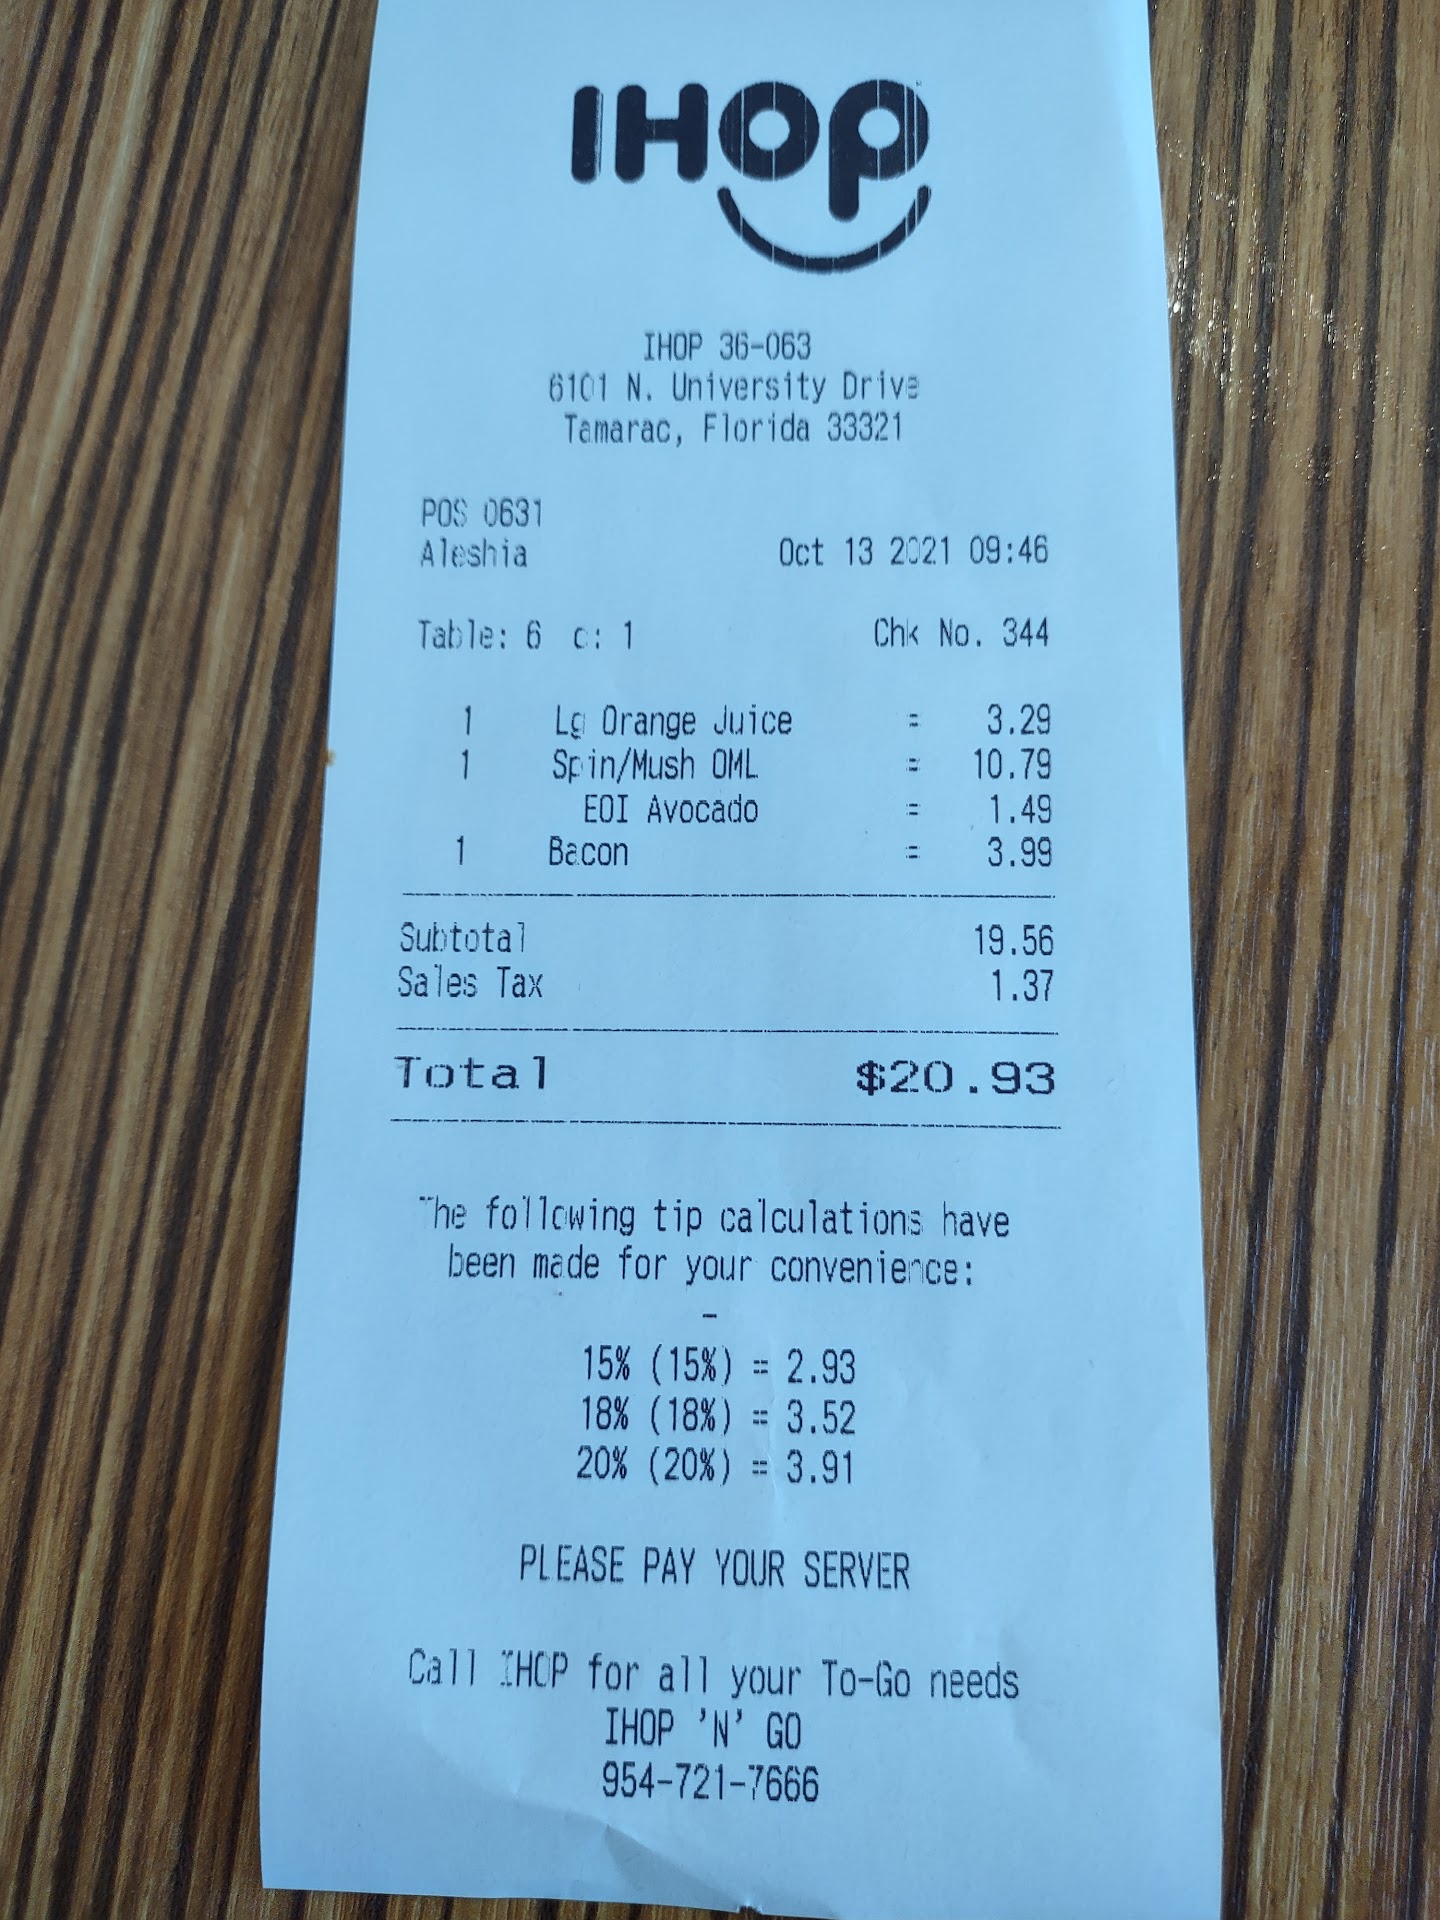 IHOP
IHOP 36-063
6101 N. University Drive
Tamarac, Florida 33321
POS 0631
Aleshia Oct 13 2021 09:46
Table: 6 c: 1 Chk No. 344
1 Lg Orange Juice = 3.29
1 Spin/Mush OML = 10.79
EOI Avocado = 1.49
1 Bacon = 3.99
Subtotal 19.56
Sales Tax 1.37
Total $20.93
The following tip calculations have
been made for your convenience:
-
15% (15%) = 2.93
18% (18%) = 3.52
20% (20%) = 3.91
PLEASE PAY YOUR SERVER
Call IHOP for all your To-Go needs
IHOP 'N' GO
954-721-7666